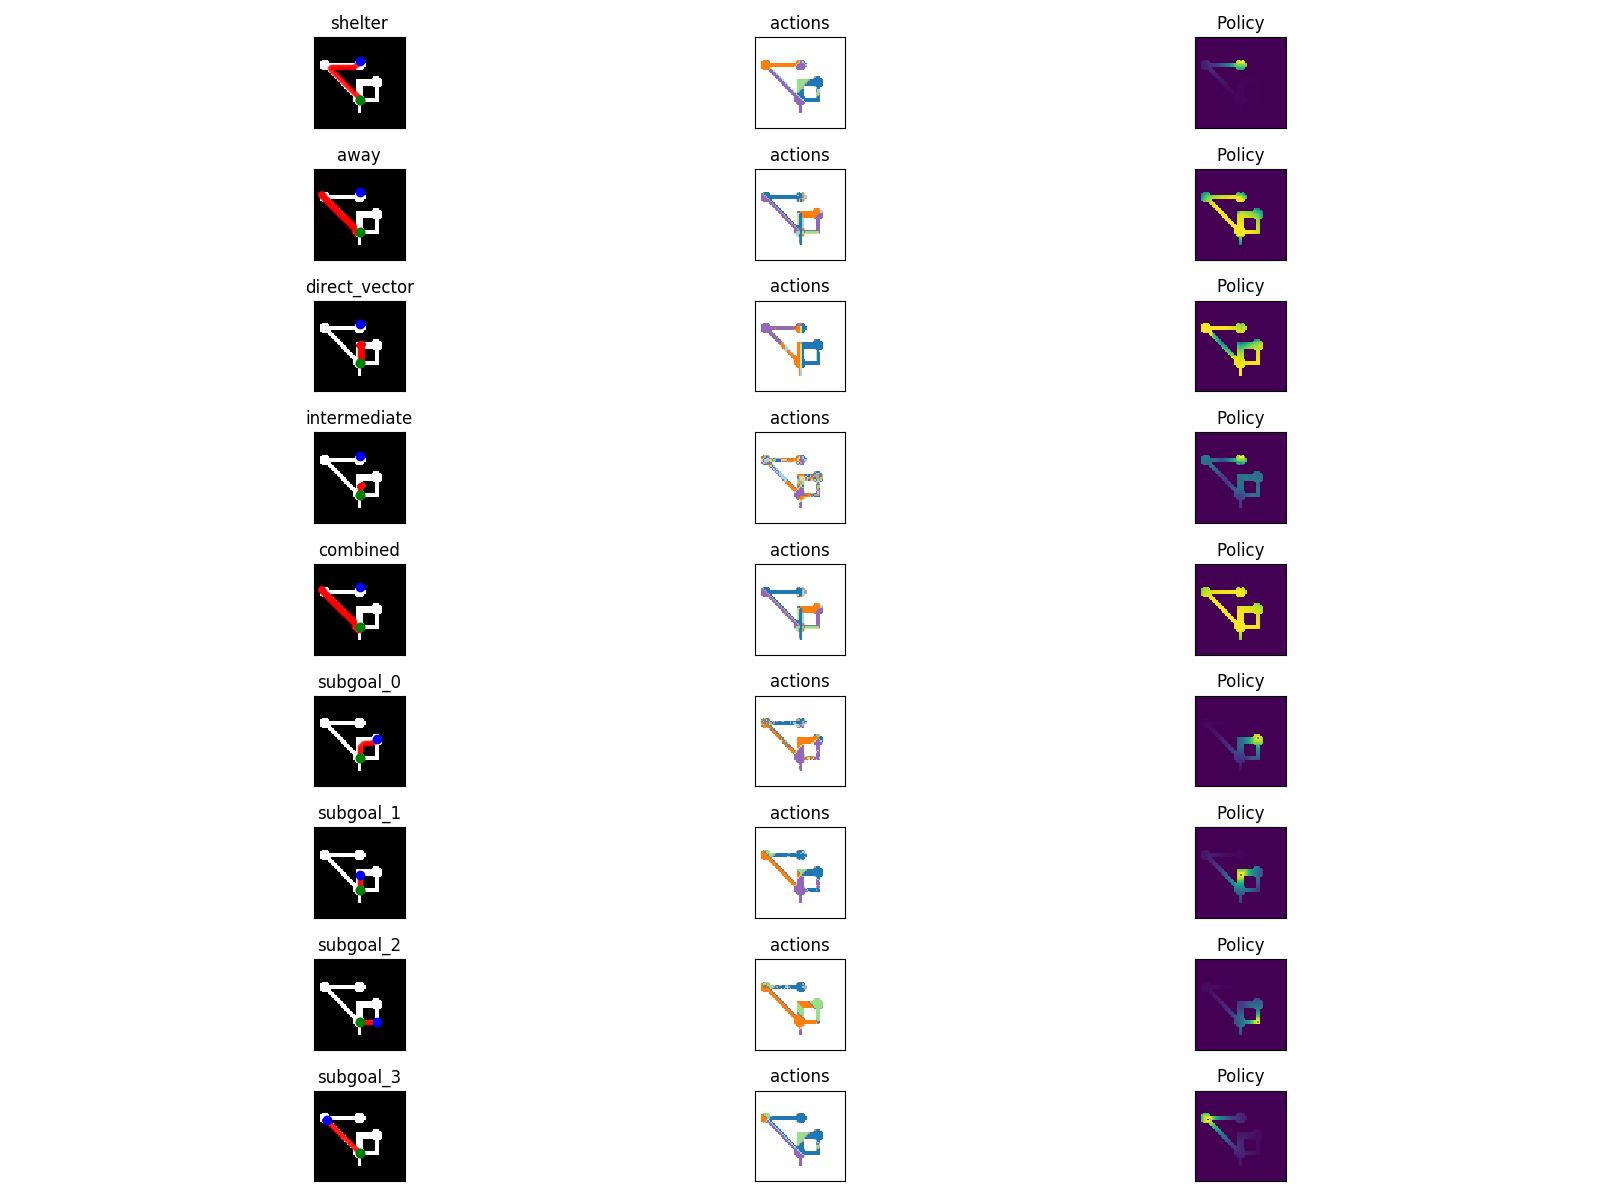 shelter actions Policy
away actions Policy
direct_vector actions Policy
intermediate actions Policy
combined actions Policy
subgoal_0 actions Policy
subgoal_1 actions Policy
subgoal_2 actions Policy
subgoal_3 actions Policy